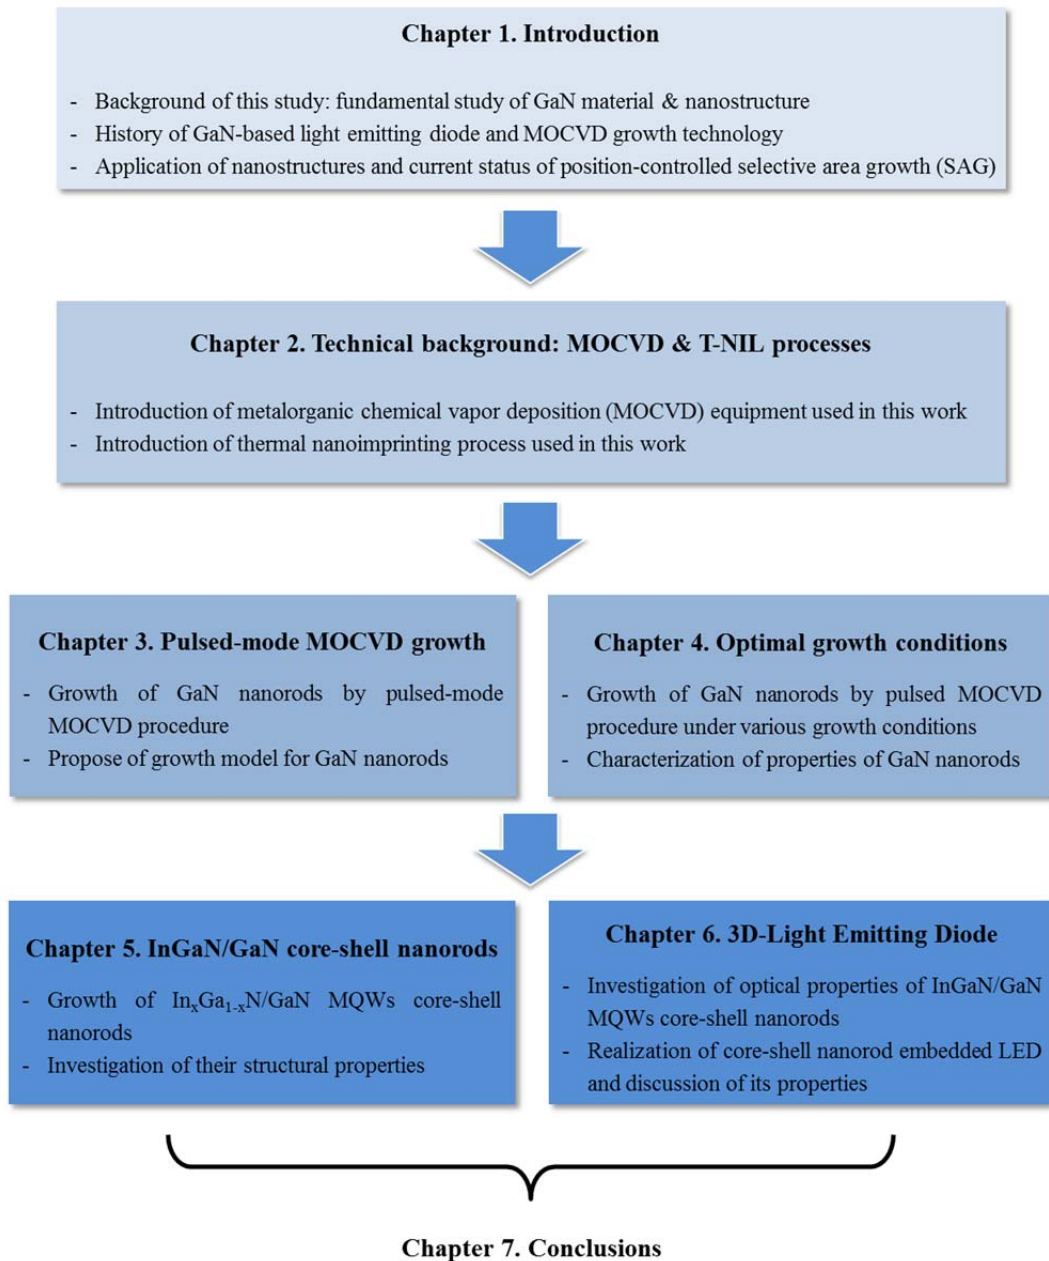 Chapter 1. Introduction
- Background of this study: fundamental study of GaN material & nanostructure
- History of GaN-based light emitting diode and MOCVD growth technology
- Application of nanostructures and current status of position-controlled selective area growth (SAG)
Chapter 2. Technical background: MOCVD & T-NIL processes
- Introduction of metalorganic chemical vapor deposition (MOCVD) equipment used in this work
- Introduction of thermal nanoimprinting process used in this work
Chapter 3. Pulsed-mode MOCVD growth
- Growth of GaN nanorods by pulsed-mode
MOCVD procedure
- Propose of growth model for GaN nanorods
Chapter 4. Optimal growth conditions
- Growth of GaN nanorods by pulsed MOCVD
procedure under various growth conditions
- Characterization of properties of GaN nanorods
Chapter 5. InGaN/GaN core-shell nanorods
- Growth of InₓGa₁₋ₓN/GaN MQWs core-shell
nanorods
- Investigation of their structural properties
Chapter 6. 3D-Light Emitting Diode
- Investigation of optical properties of InGaN/GaN
MQWs core-shell nanorods
- Realization of core-shell nanorod embedded LED
and discussion of its properties
Chapter 7. Conclusions